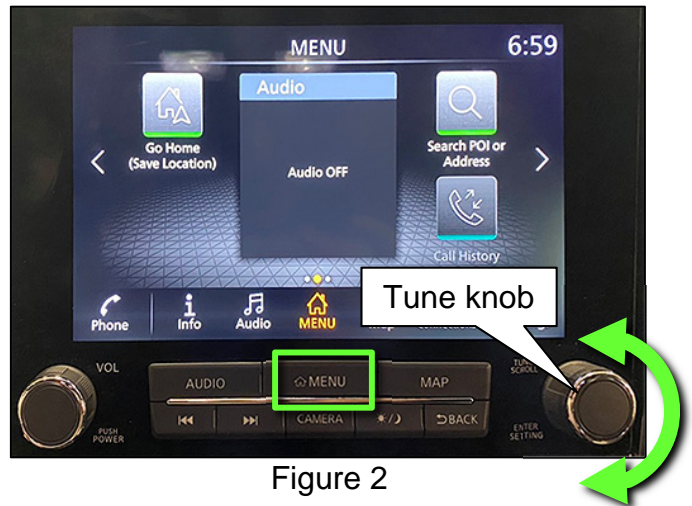 MENU
6:59
Go Home
(Save Location)
Audio
Audio OFF
Search POI or
Address
Call History
Tune knob
Phone
Info
Audio
MENU
VOL
PUSH
POWER
AUDIO
MENU
MAP
CAMERA
BACK
SCROLL
ENTER
SETTING
Figure 2